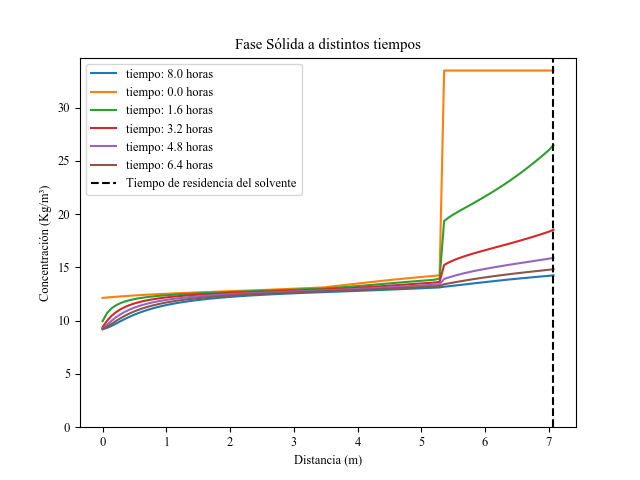 Fase Sólida a distintos tiempos
tiempo: 8.0 horas
tiempo: 0.0 horas
tiempo: 1.6 horas
tiempo: 3.2 horas
tiempo: 4.8 horas
tiempo: 6.4 horas
Tiempo de residencia del solvente
Concentración (Kg/m³)
30
25
20
15
10
5
0
0 1 2 3 4 5 6 7
Distancia (m)